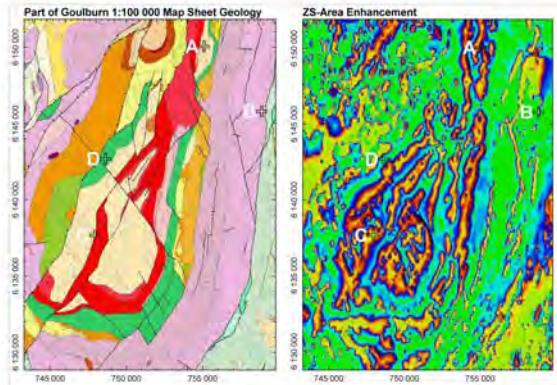 Part of Goulburn 1:100 000 Map Sheet Geology
ZS-Area Enhancement
6 150 000
6 145 000
6 140 000
6 135 000
6 130 000
A
D
C
745 000
750 000
755 000
6 150 000
6 145 000
6 140 000
6 135 000
6 130 000
A
B
D
C
745 000
750 000
755 000